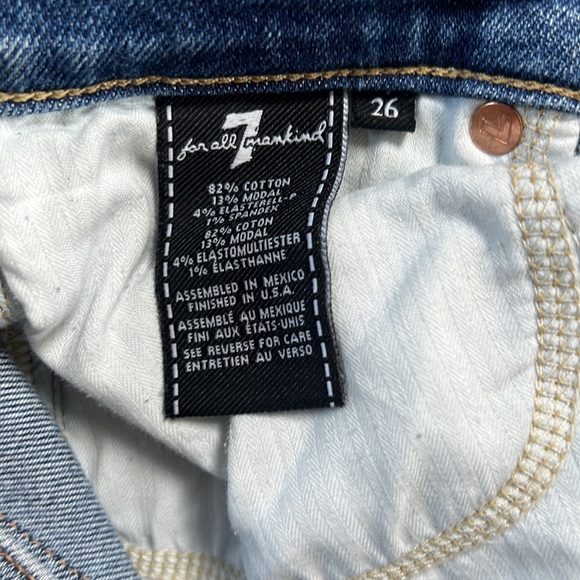 7
for all mankind
26
82% COTTON
13% MODAL
4% ELASTERELL-P
1% SPANDEX
82% COTON
13% MODAL
4% ELASTOMULTIESTER
1% ÉLASTHANNE
ASSEMBLED IN MEXICO
FINISHED IN U.S.A.
ASSEMBLÉ AU MEXIQUE
FINI AUX ÉTATS-UNIS
SEE REVERSE FOR CARE
ENTRETIEN AU VERSO